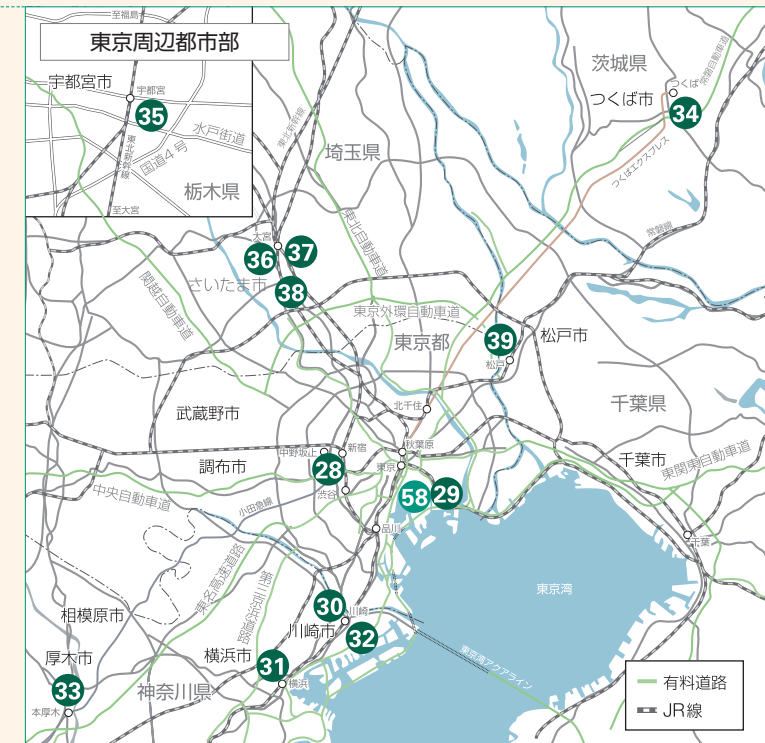 至福島
東京周辺都市部
宇都宮市
宇都宮
35
水戸街道
東北新幹線
国道4号
栃木県
至大宮
東北新幹線
埼玉県
茨城県
常磐自動車道
つくば
つくば市
34
つくばエクスプレス
常磐線
東北自動車道
大宮
36
37
さいたま市
38
関越自動車道
東京外環自動車道
東京都
39
松戸市
松戸
北千住
千葉県
武蔵野市
中野坂上
新宿
秋葉原
千葉市
調布市
28
東京
東関東自動車道
渋谷
58
29
中央自動車道
小田急線
品川
千葉
東名高速道路
第三京浜道路
東京湾
相模原市
30
川崎
川崎市
32
厚木市
横浜市
31
東京湾アクアライン
33
神奈川県
横浜
本厚木
有料道路
JR線